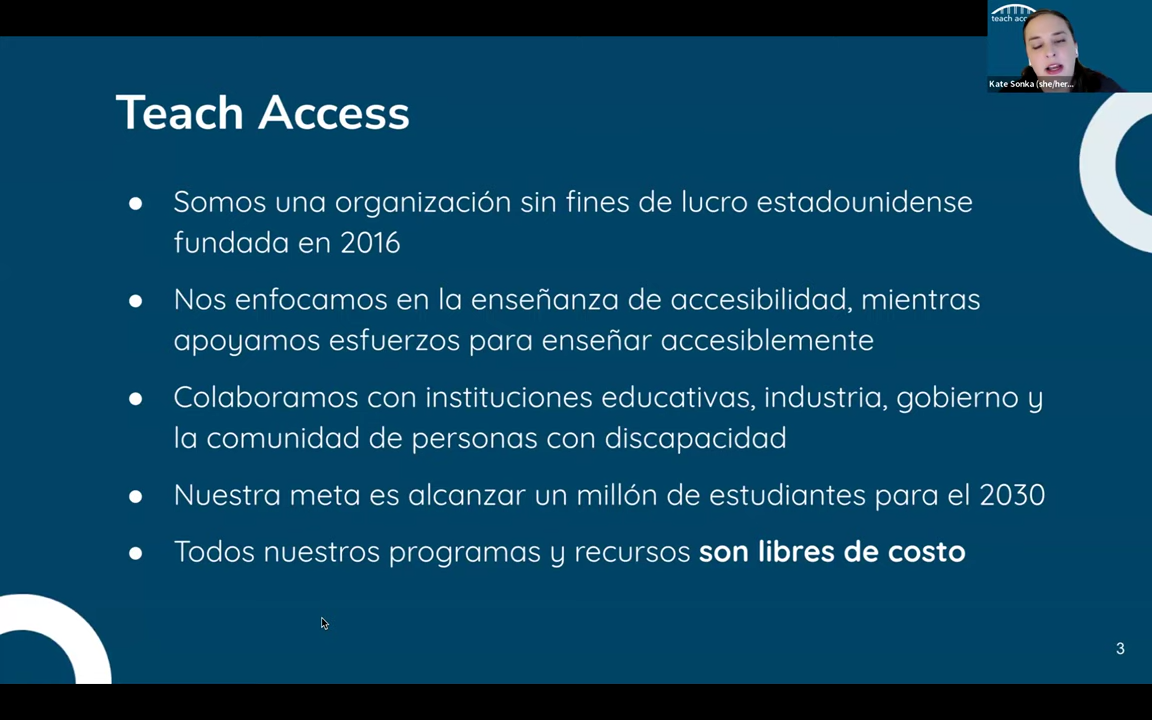 teach acc
Kate Sonka (she/her...
Teach Access
● Somos una organización sin fines de lucro estadounidense
fundada en 2016
● Nos enfocamos en la enseñanza de accesibilidad, mientras
apoyamos esfuerzos para enseñar accesiblemente
● Colaboramos con instituciones educativas, industria, gobierno y
la comunidad de personas con discapacidad
● Nuestra meta es alcanzar un millón de estudiantes para el 2030
● Todos nuestros programas y recursos son libres de costo
3